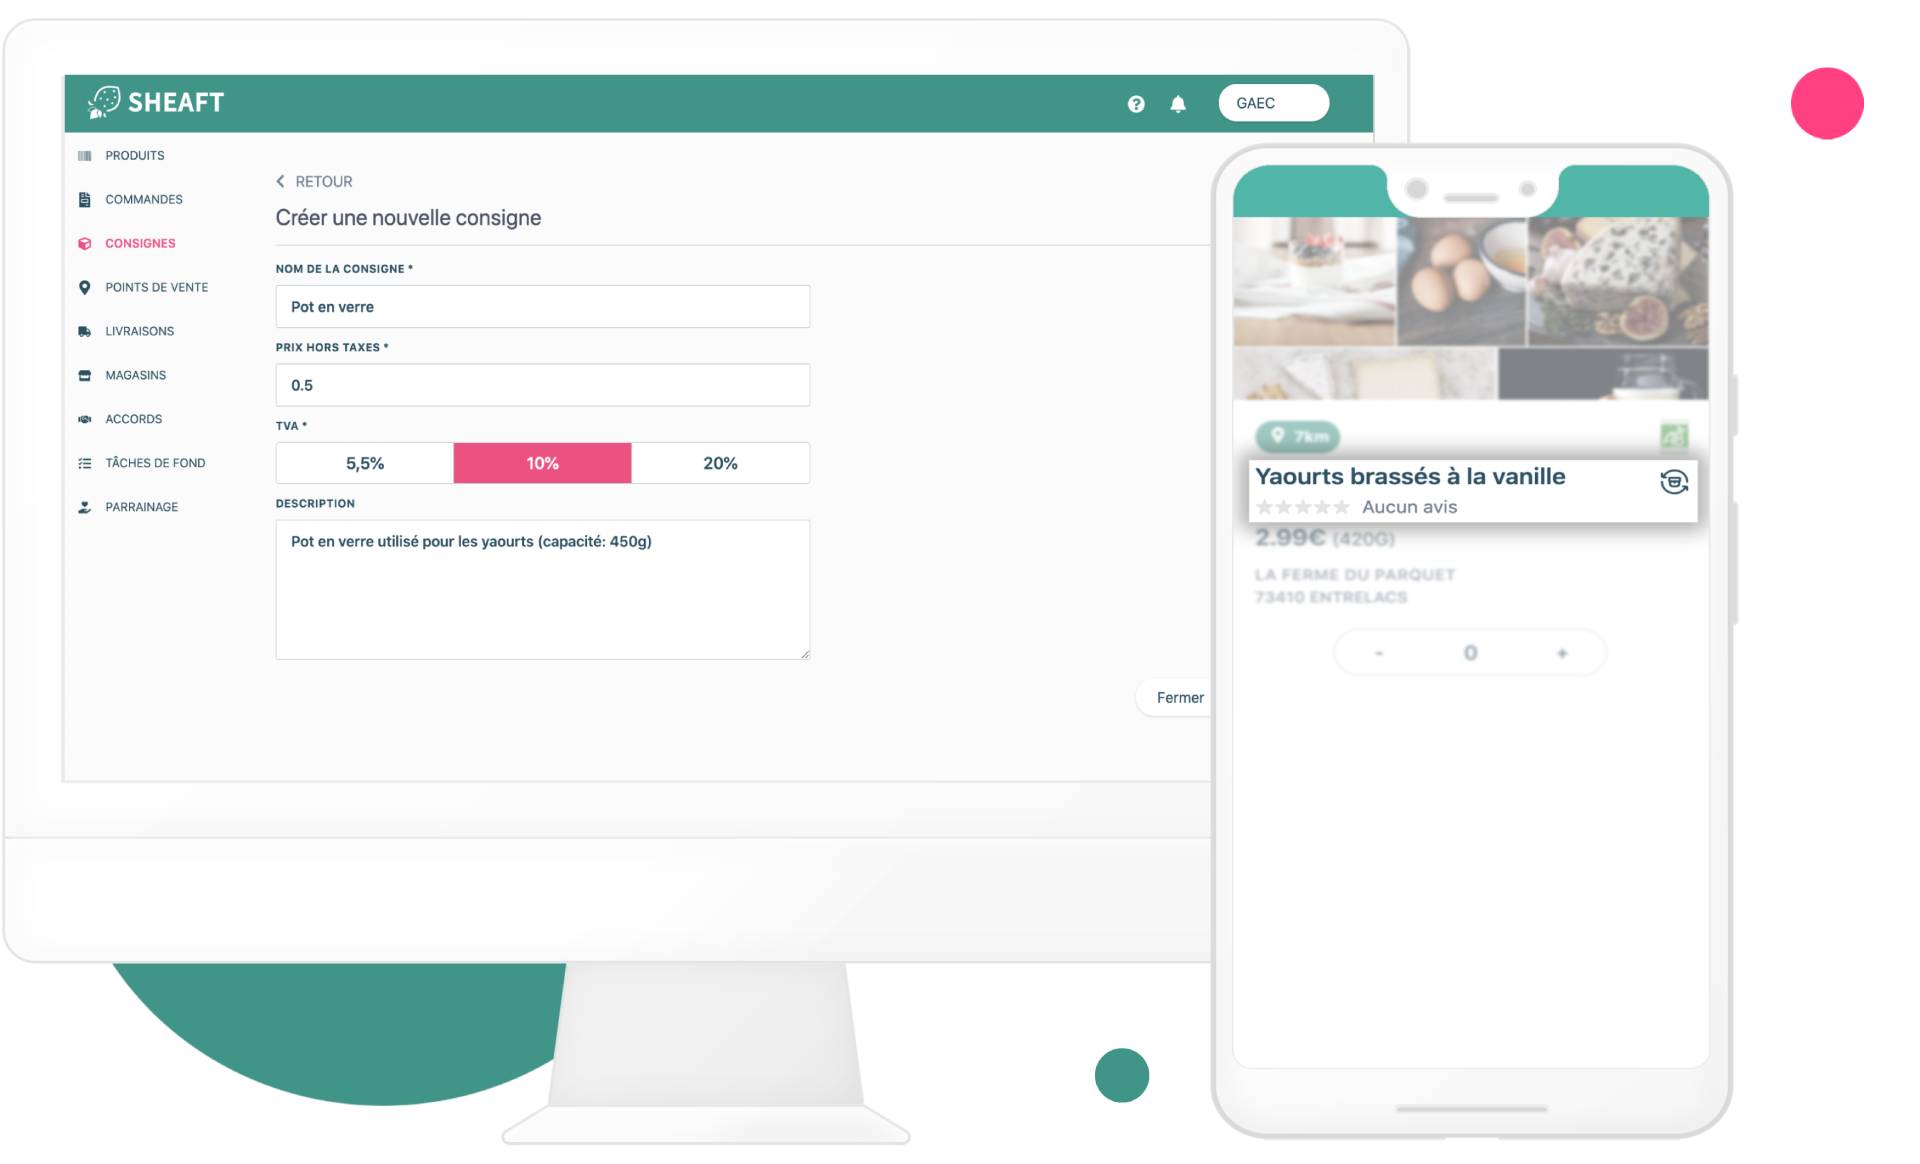 SHEAFT
GAEC
PRODUITS
COMMANDES
CONSIGNES
POINTS DE VENTE
LIVRAISONS
MAGASINS
ACCORDS
TÂCHES DE FOND
PARRAINAGE
RETOUR
Créer une nouvelle consigne
NOM DE LA CONSIGNE *
Pot en verre
PRIX HORS TAXES *
0.5
TVA *
5,5% 10% 20%
DESCRIPTION
Pot en verre utilisé pour les yaourts (capacité: 450g)
Fermer
7km
Yaourts brassés à la vanille
Aucun avis
2.99€ (420G)
LA FERME DU PARQUET
73410 ENTRELACS
- 0 +